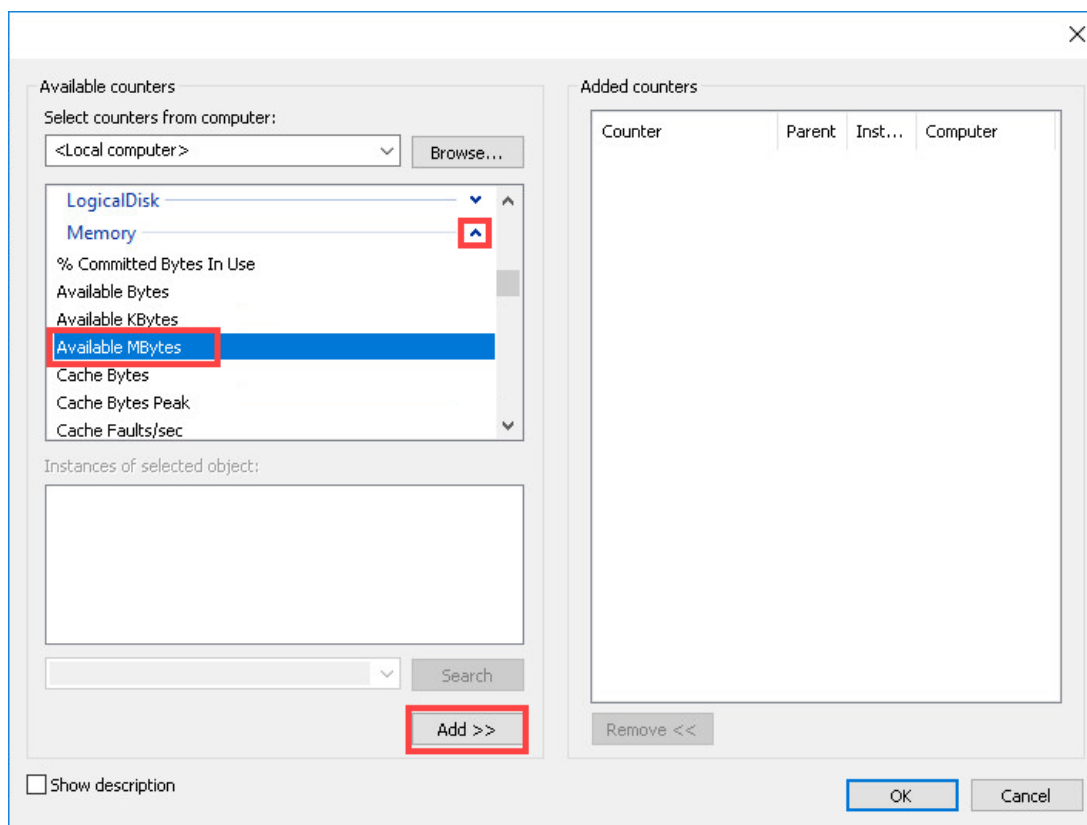 Available counters
Select counters from computer:
<Local computer>
Browse...
LogicalDisk
Memory
% Committed Bytes In Use
Available Bytes
Available KBytes
Available MBytes
Cache Bytes
Cache Bytes Peak
Cache Faults/sec
Instances of selected object:
Search
Add >>
Show description
Added counters
Counter Parent Inst... Computer
Remove <<
OK Cancel